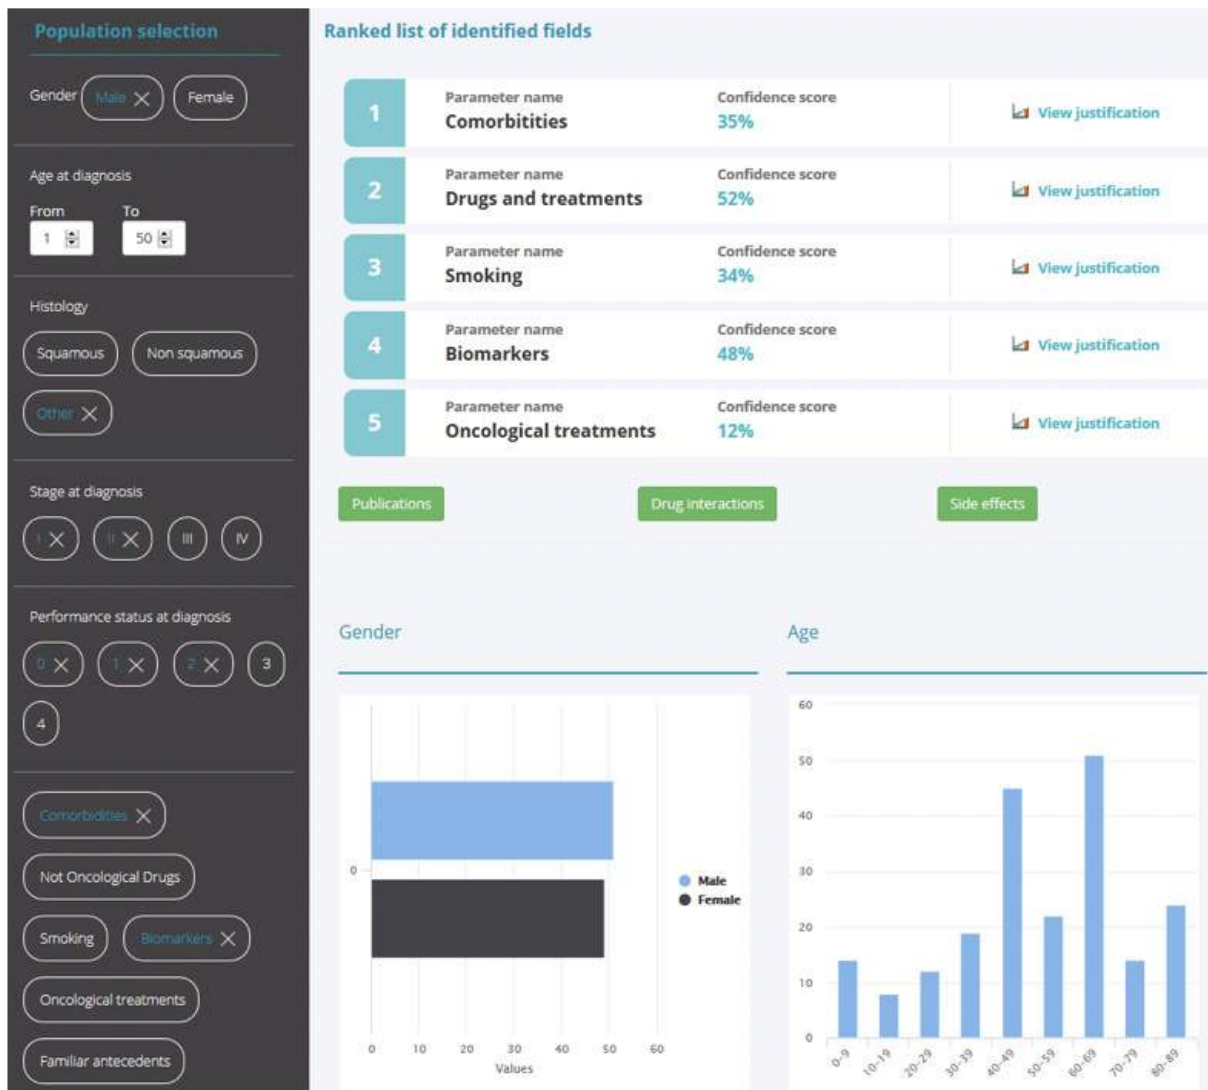 Population selection
Gender Male Female
Age at diagnosis
From To
1 50
Histology
Squamous Non squamous
Other
Stage at diagnosis
I II III IV
Performance status at diagnosis
0 1 2 3
4
Comorbidities
Not Oncological Drugs
Smoking Biomarkers
Oncological treatments
Familiar antecedents
Ranked list of identified fields
1 Parameter name Confidence score
Comorbitities 35% View justification
2 Parameter name Confidence score
Drugs and treatments 52% View justification
3 Parameter name Confidence score
Smoking 34% View justification
4 Parameter name Confidence score
Biomarkers 48% View justification
5 Parameter name Confidence score
Oncological treatments 12% View justification
Publications Drug interactions Side effects
Gender
0
Male
Female
0 10 20 30 40 50 60
Values
Age
60
50
40
30
20
10
0
0-9 10-19 20-29 30-39 40-49 50-59 60-69 70-79 80-89